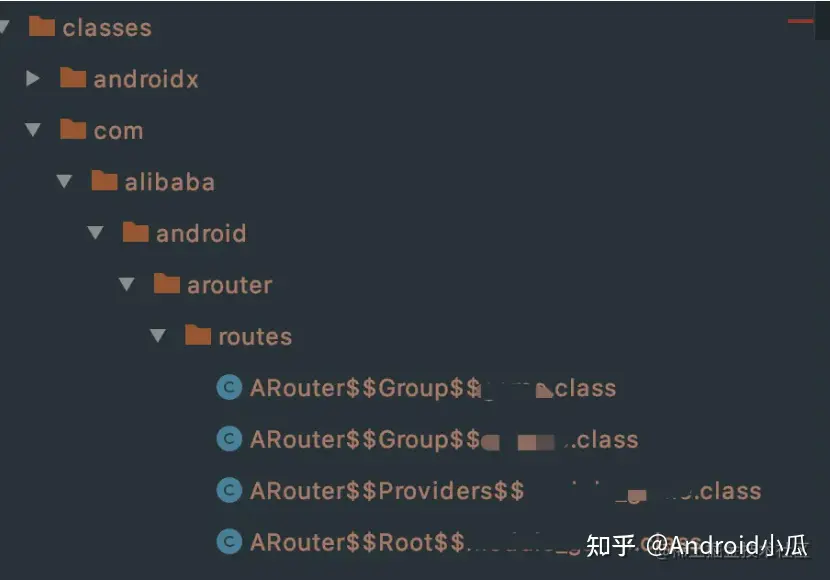 classes
androidx
com
alibaba
android
arouter
routes
ARouter$$Group$$ .class
ARouter$$Group$$ .class
ARouter$$Providers$$ .class
ARouter$$Root$$ .class
知乎 @Android小瓜